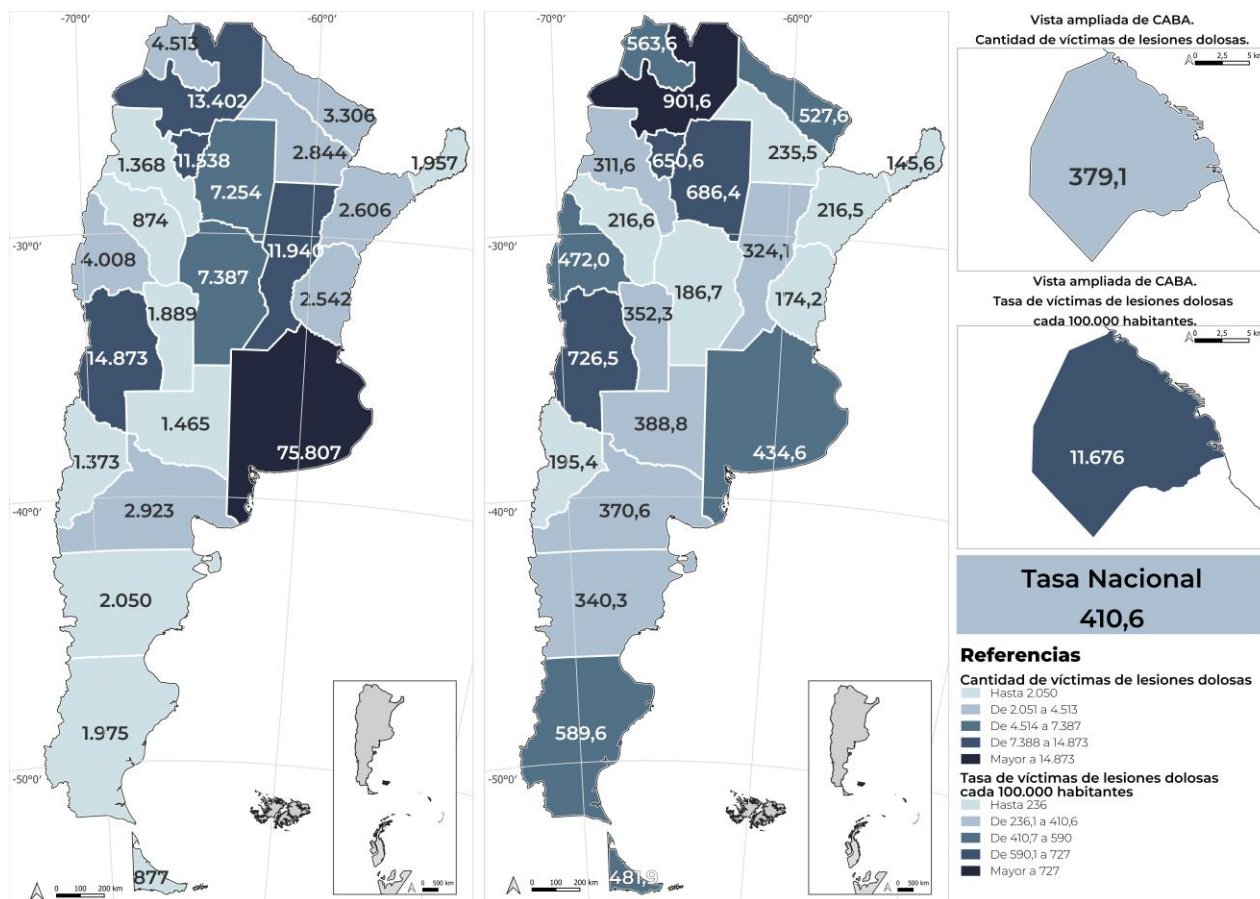 -70°0'
-60°0'
4.513
13.402
3.306
1.368
11.538
2.844
1.957
7.254
874
2.606
-30°0'
11.940
4.008
7.387
2.542
1.889
14.873
1.465
75.807
1.373
2.923
-40°0'
2.050
1.975
-50°0'
877
0 100 200 km
0 500 km
-70°0'
-60°0'
563,6
901,6
527,6
311,6
650,6
235,5
145,6
686,4
216,6
216,5
324,1
472,0
186,7
174,2
352,3
726,5
388,8
434,6
195,4
370,6
340,3
589,6
481,9
0 100 200 km
0 500 km
Vista ampliada de CABA.
Cantidad de víctimas de lesiones dolosas.
0 2,5 5 km
379,1
Vista ampliada de CABA.
Tasa de víctimas de lesiones dolosas
cada 100.000 habitantes.
0 2,5 5 km
11.676
Tasa Nacional
410,6
Referencias
Cantidad de víctimas de lesiones dolosas
Hasta 2.050
De 2.051 a 4.513
De 4.514 a 7.387
De 7.388 a 14.873
Mayor a 14.873
Tasa de víctimas de lesiones dolosas
cada 100.000 habitantes
Hasta 236
De 236,1 a 410,6
De 410,7 a 590
De 590,1 a 727
Mayor a 727